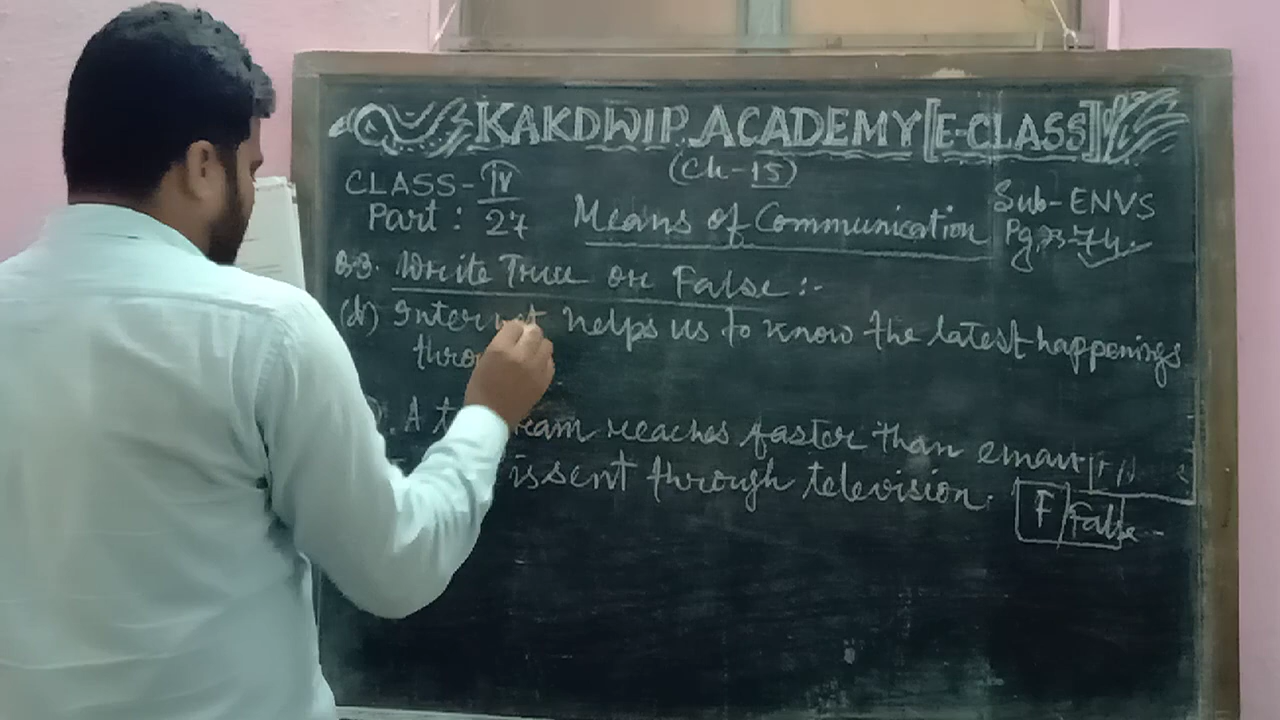 KAKDWIP ACADEMY [E-CLASS]
(Ch-15)
CLASS-IV
Part : 27
Means of Communication
Sub-ENVS
Pg. 73-74
B.3. Write True or False :-
(d) Internet helps us to know the latest happenings
A reaches faster than email
is sent through television.
F False